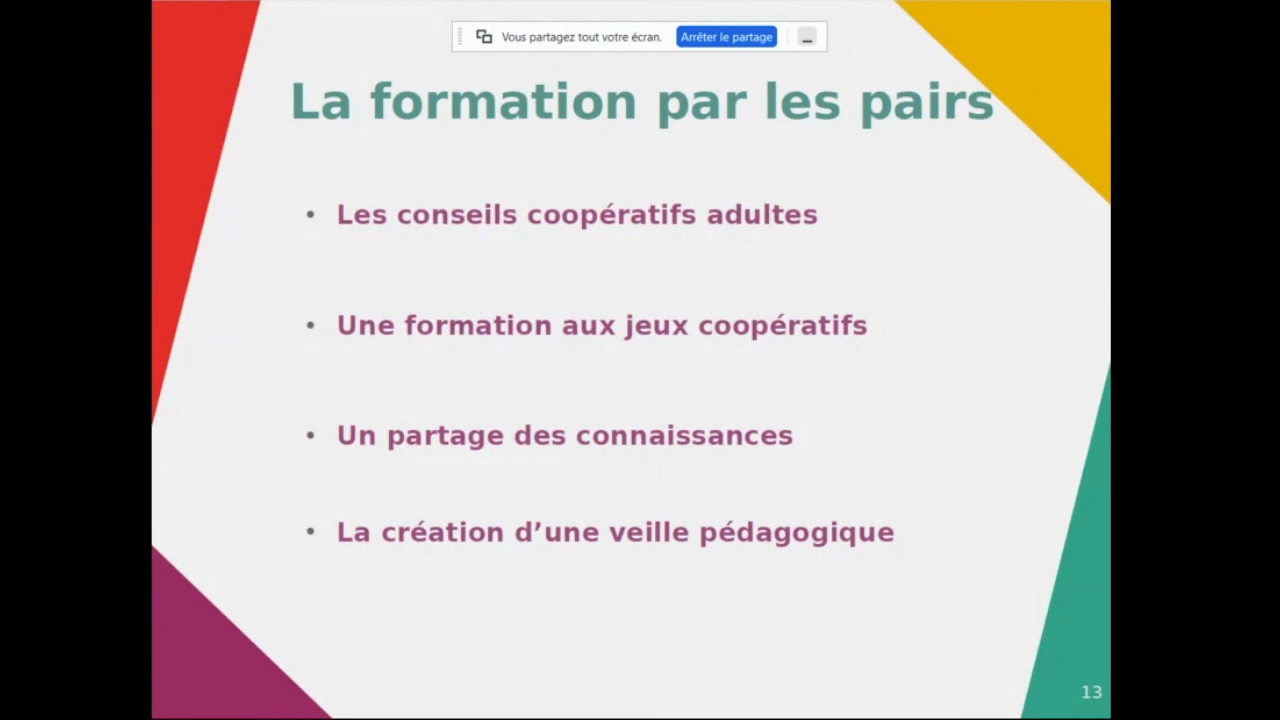 Vous partagez tout votre écran. Arrêter le partage
La formation par les pairs
• Les conseils coopératifs adultes
• Une formation aux jeux coopératifs
• Un partage des connaissances
• La création d’une veille pédagogique
13